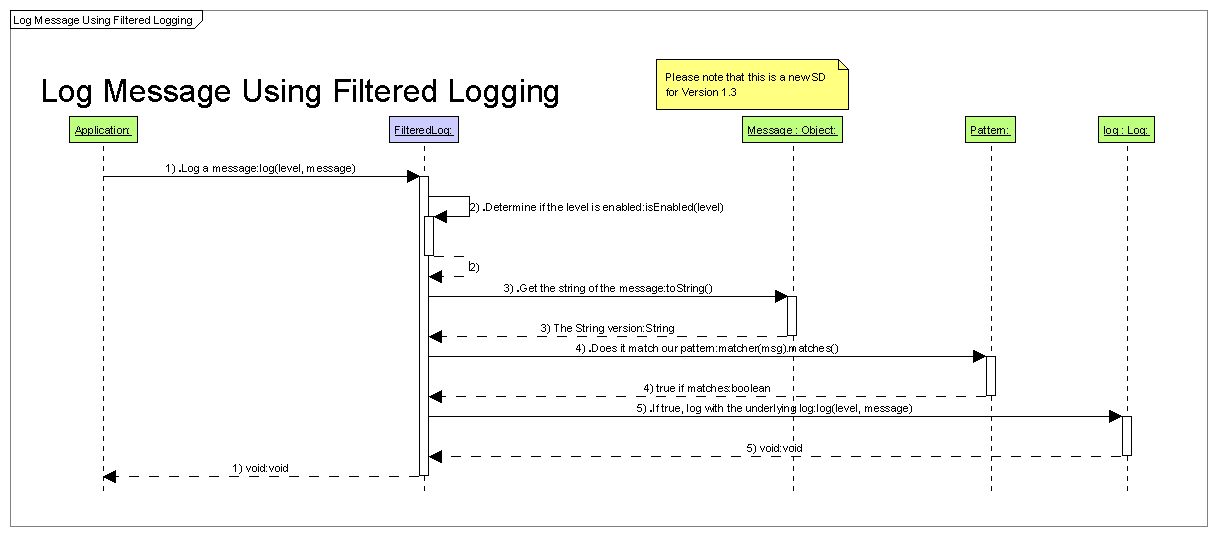 Log Message Using Filtered Logging
Log Message Using Filtered Logging
Please note that this is a new SD
for Version 1.3
Application:
FilteredLog:
Message : Object:
Pattern:
log : Log:
1) .Log a message:log(level, message)
2) .Determine if the level is enabled:isEnabled(level)
2)
3) .Get the string of the message:toString()
3) The String version:String
4) .Does it match our pattern:matcher(msg).matches()
4) true if matches:boolean
5) .If true, log with the underlying log:log(level, message)
5) void:void
1) void:void